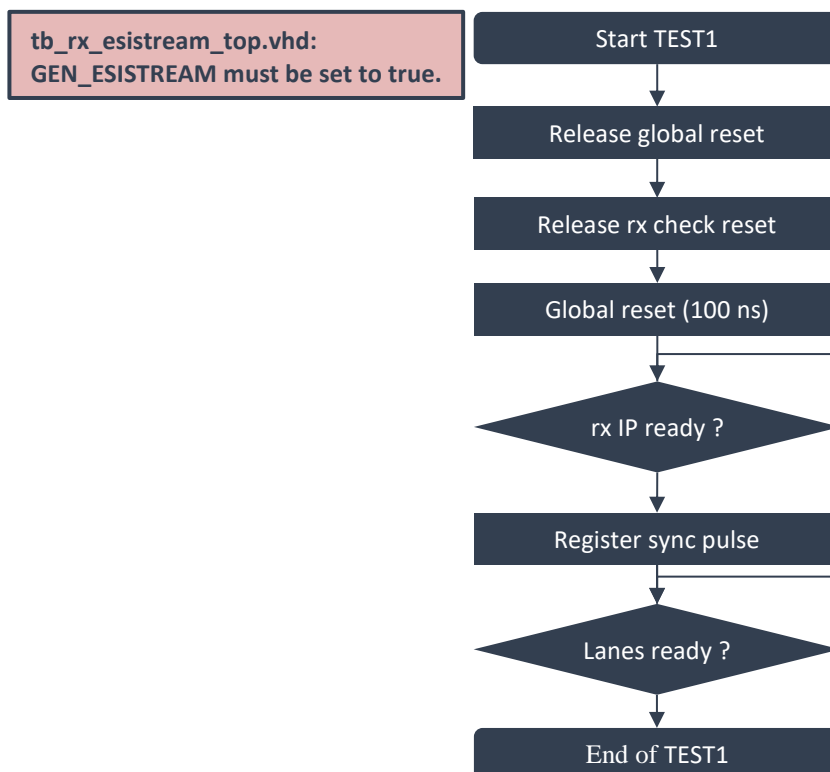 tb_rx_esistream_top.vhd:
GEN_ESISTREAM must be set to true.
Start TEST1
Release global reset
Release rx check reset
Global reset (100 ns)
rx IP ready ?
Register sync pulse
Lanes ready ?
End of TEST1